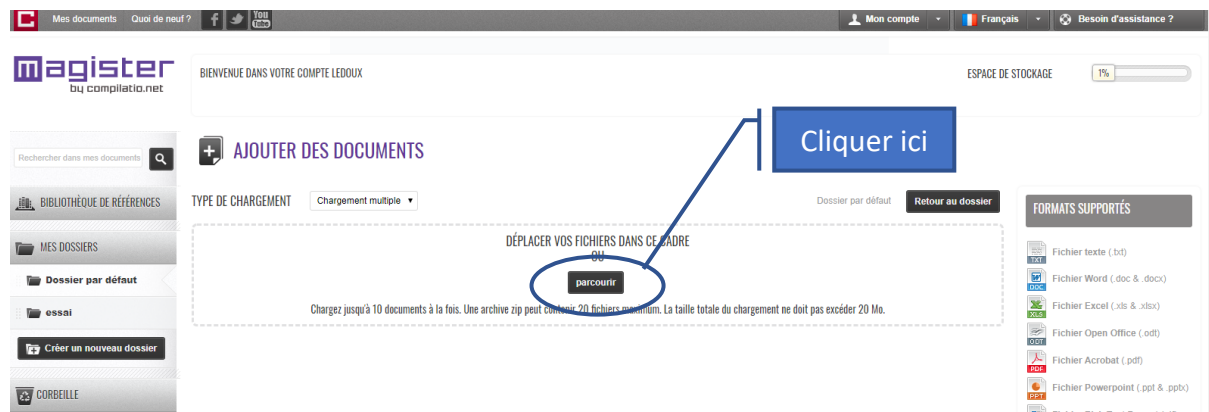 Mes documents Quoi de neuf ? You Tube Mon compte Français Besoin d'assistance ?
magister
by compilatio.net
BIENVENUE DANS VOTRE COMPTE LEDOUX
ESPACE DE STOCKAGE 1%
Cliquer ici
Rechercher dans mes documents
AJOUTER DES DOCUMENTS
BIBLIOTHÈQUE DE RÉFÉRENCES
TYPE DE CHARGEMENT Chargement multiple
Dossier par défaut Retour au dossier
FORMATS SUPPORTÉS
MES DOSSIERS
DÉPLACER VOS FICHIERS DANS CE CADRE
OU
parcourir
Chargez jusqu'à 10 documents à la fois. Une archive zip peut contenir 20 fichiers maximum. La taille totale du chargement ne doit pas excéder 20 Mo.
Dossier par défaut
essai
Créer un nouveau dossier
CORBEILLE
TXT Fichier texte (.txt)
DOC Fichier Word (.doc & .docx)
XLS Fichier Excel (.xls & .xlsx)
ODT Fichier Open Office (.odt)
PDF Fichier Acrobat (.pdf)
PPT Fichier Powerpoint (.ppt & .pptx)